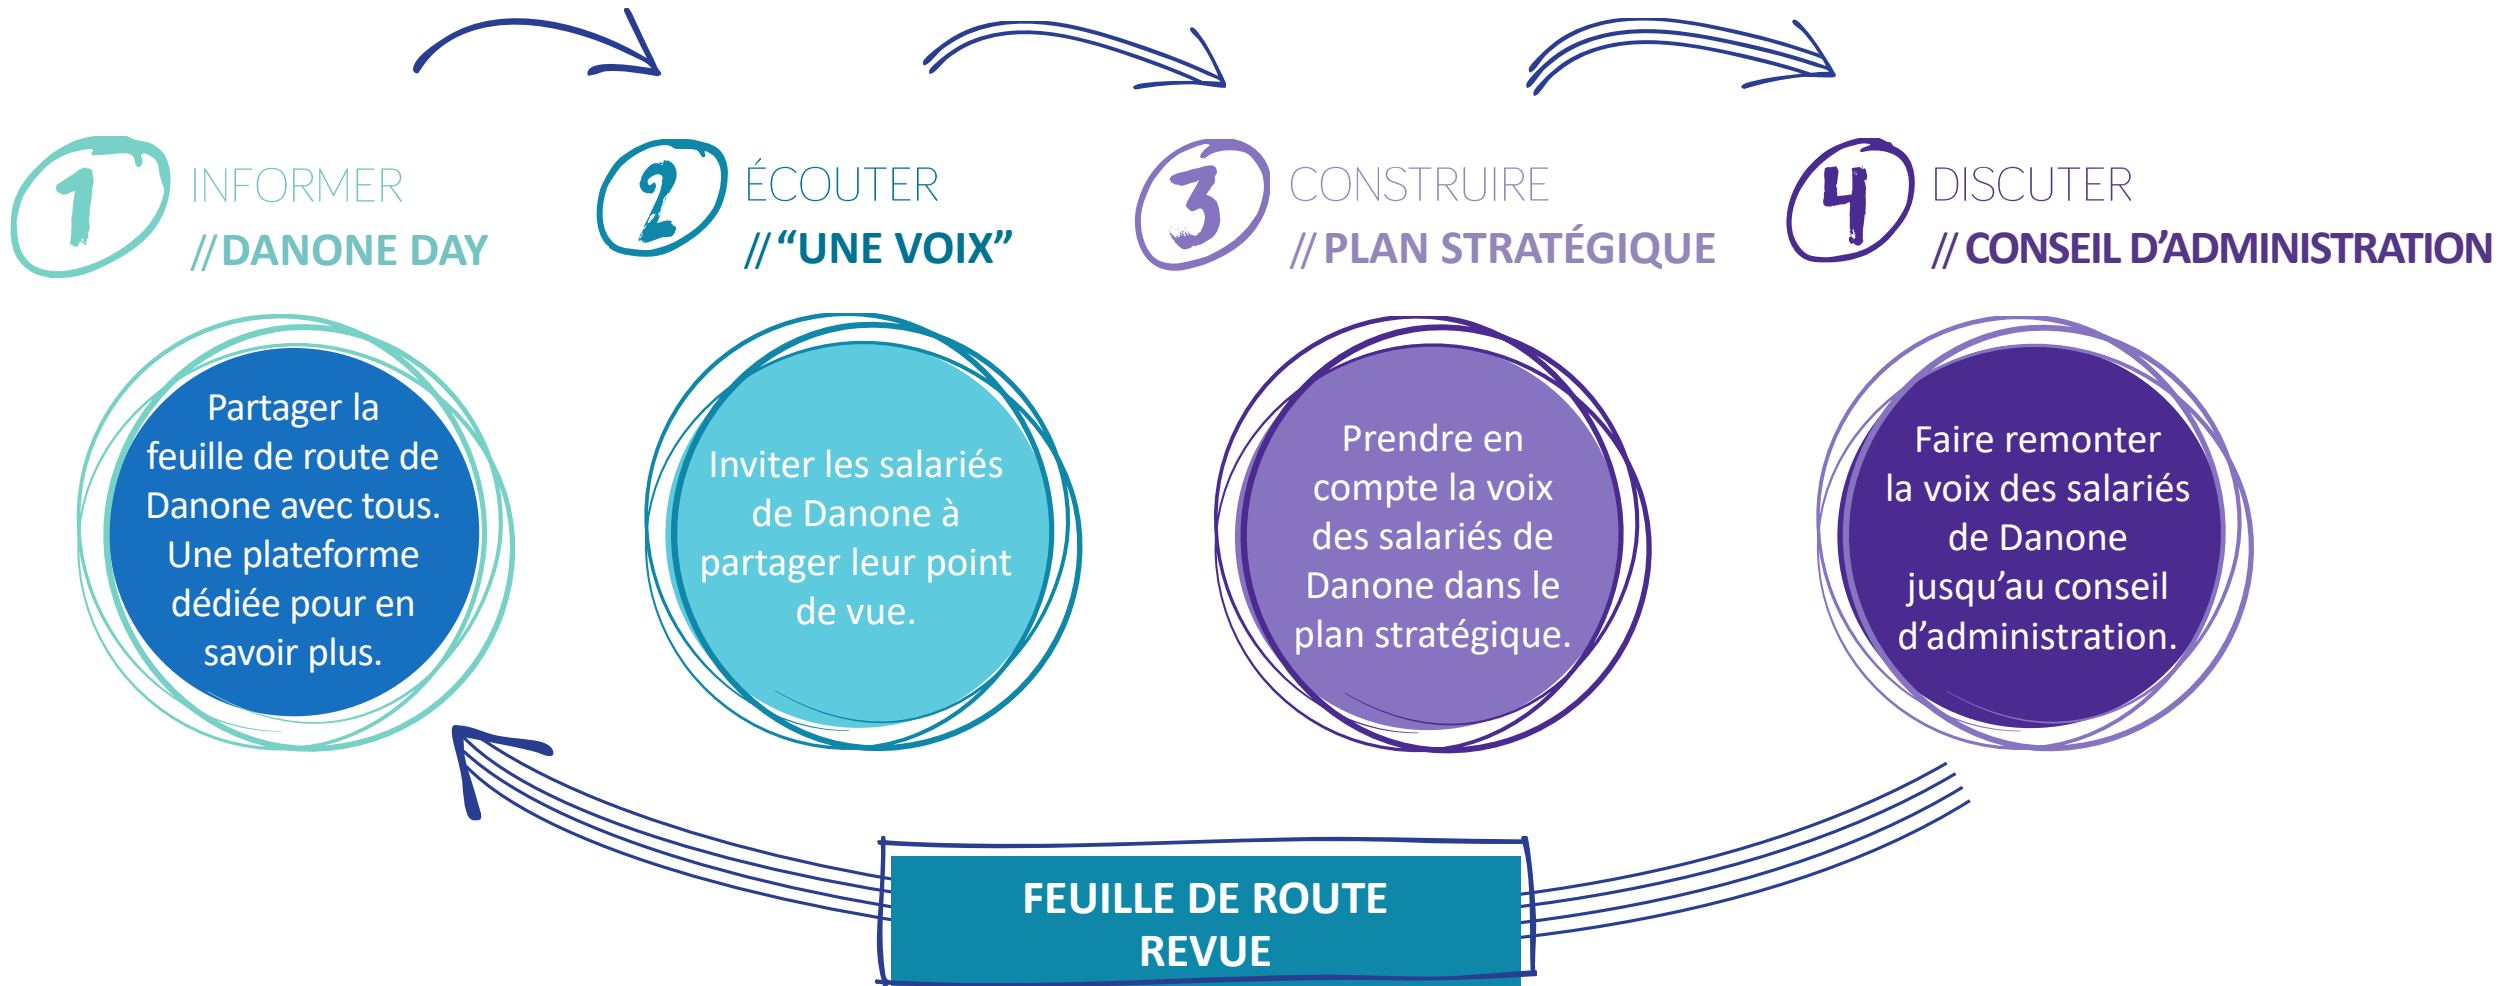 1 INFORMER
// DANONE DAY
2 ÉCOUTER
// “UNE VOIX”
3 CONSTRUIRE
// PLAN STRATÉGIQUE
4 DISCUTER
// CONSEIL D’ADMINISTRATION
Partager la
feuille de route de
Danone avec tous.
Une plateforme
dédiée pour en
savoir plus.
Inviter les salariés
de Danone à
partager leur point
de vue.
Prendre en
compte la voix
des salariés de
Danone dans le
plan stratégique.
Faire remonter
la voix des salariés
de Danone
jusqu’au conseil
d’administration.
FEUILLE DE ROUTE
REVUE